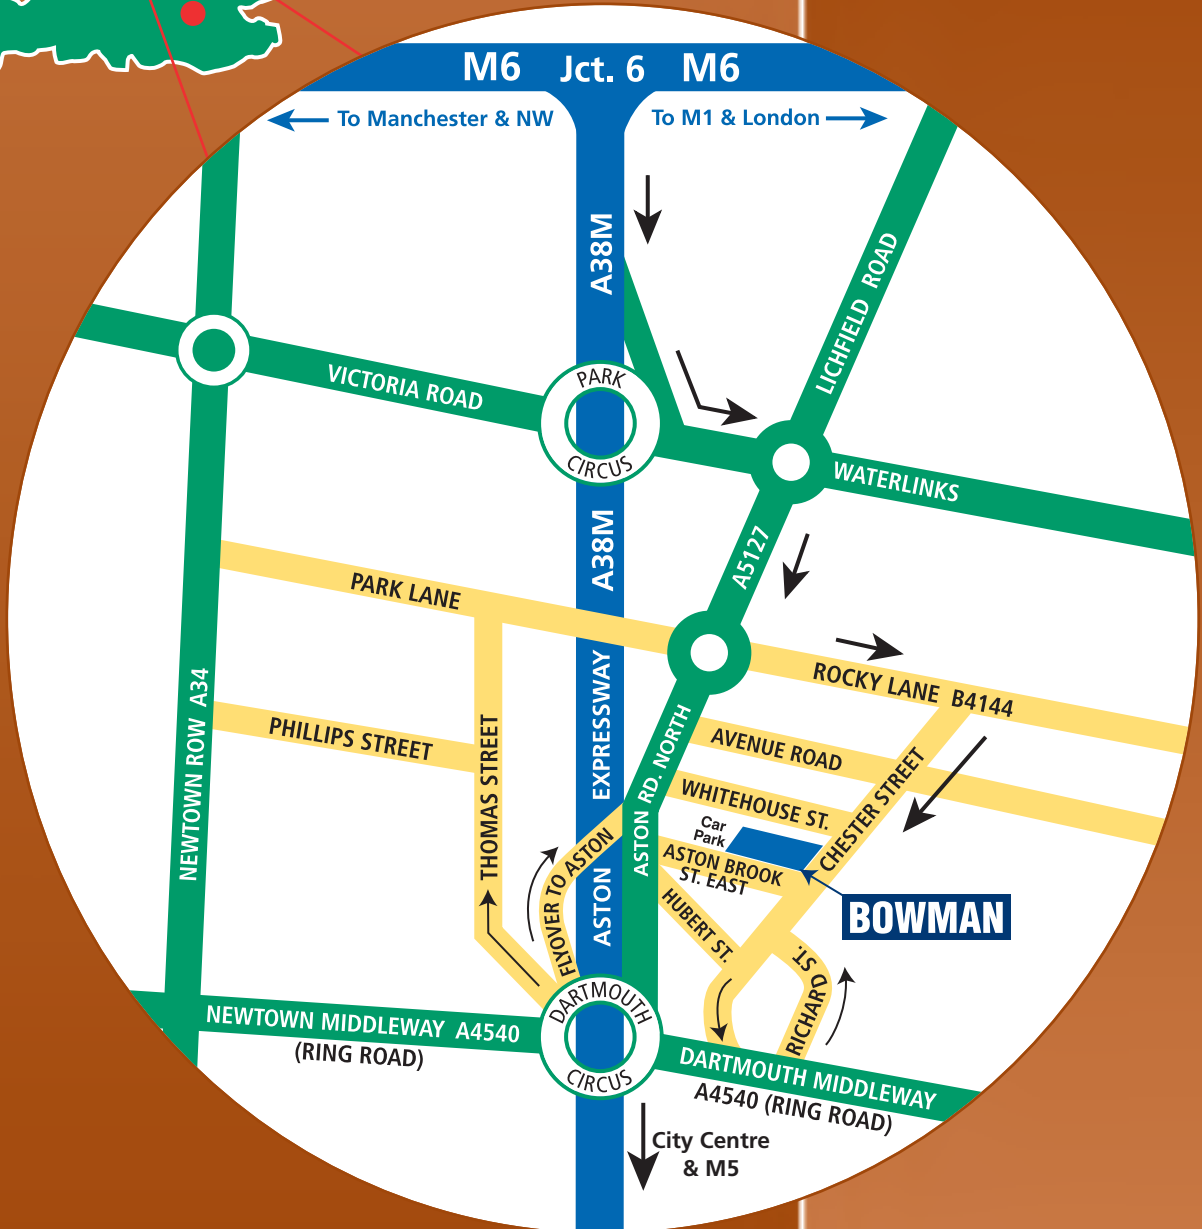 M6 Jct. 6 M6
To Manchester & NW
To M1 & London
A38M
LICHFIELD ROAD
VICTORIA ROAD
PARK
CIRCUS
WATERLINKS
A38M
A5127
PARK LANE
ROCKY LANE B4144
NEWTOWN ROW A34
PHILLIPS STREET
THOMAS STREET
ASTON EXPRESSWAY
ASTON RD. NORTH
AVENUE ROAD
WHITEHOUSE ST.
CHESTER STREET
Car
Park
ASTON BROOK
ST. EAST
FLYOVER TO ASTON
HUBERT ST.
BOWMAN
RICHARD ST.
DARTMOUTH
CIRCUS
NEWTOWN MIDDLEWAY A4540
(RING ROAD)
DARTMOUTH MIDDLEWAY
A4540 (RING ROAD)
City Centre
& M5